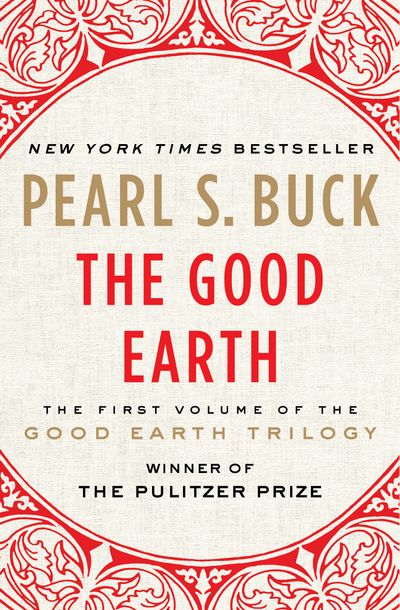 NEW YORK TIMES BESTSELLER
PEARL S. BUCK
THE GOOD
EARTH
THE FIRST VOLUME OF THE
GOOD EARTH TRILOGY
WINNER OF
THE PULITZER PRIZE